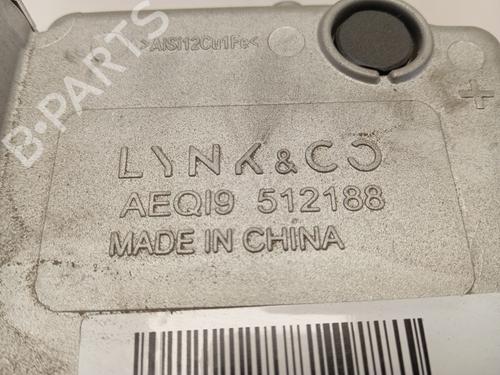 >AlSi12Cu1Fe<
LYNK&CO
AEQI9 512188
MADE IN CHINA
B-PARTS